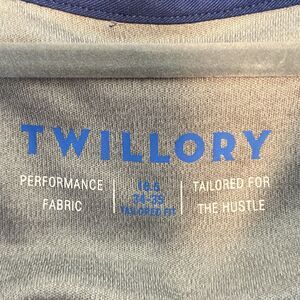 TWILLORY
PERFORMANCE
FABRIC
16.5
34-35
TAILORED FIT
TAILORED FOR
THE HUSTLE